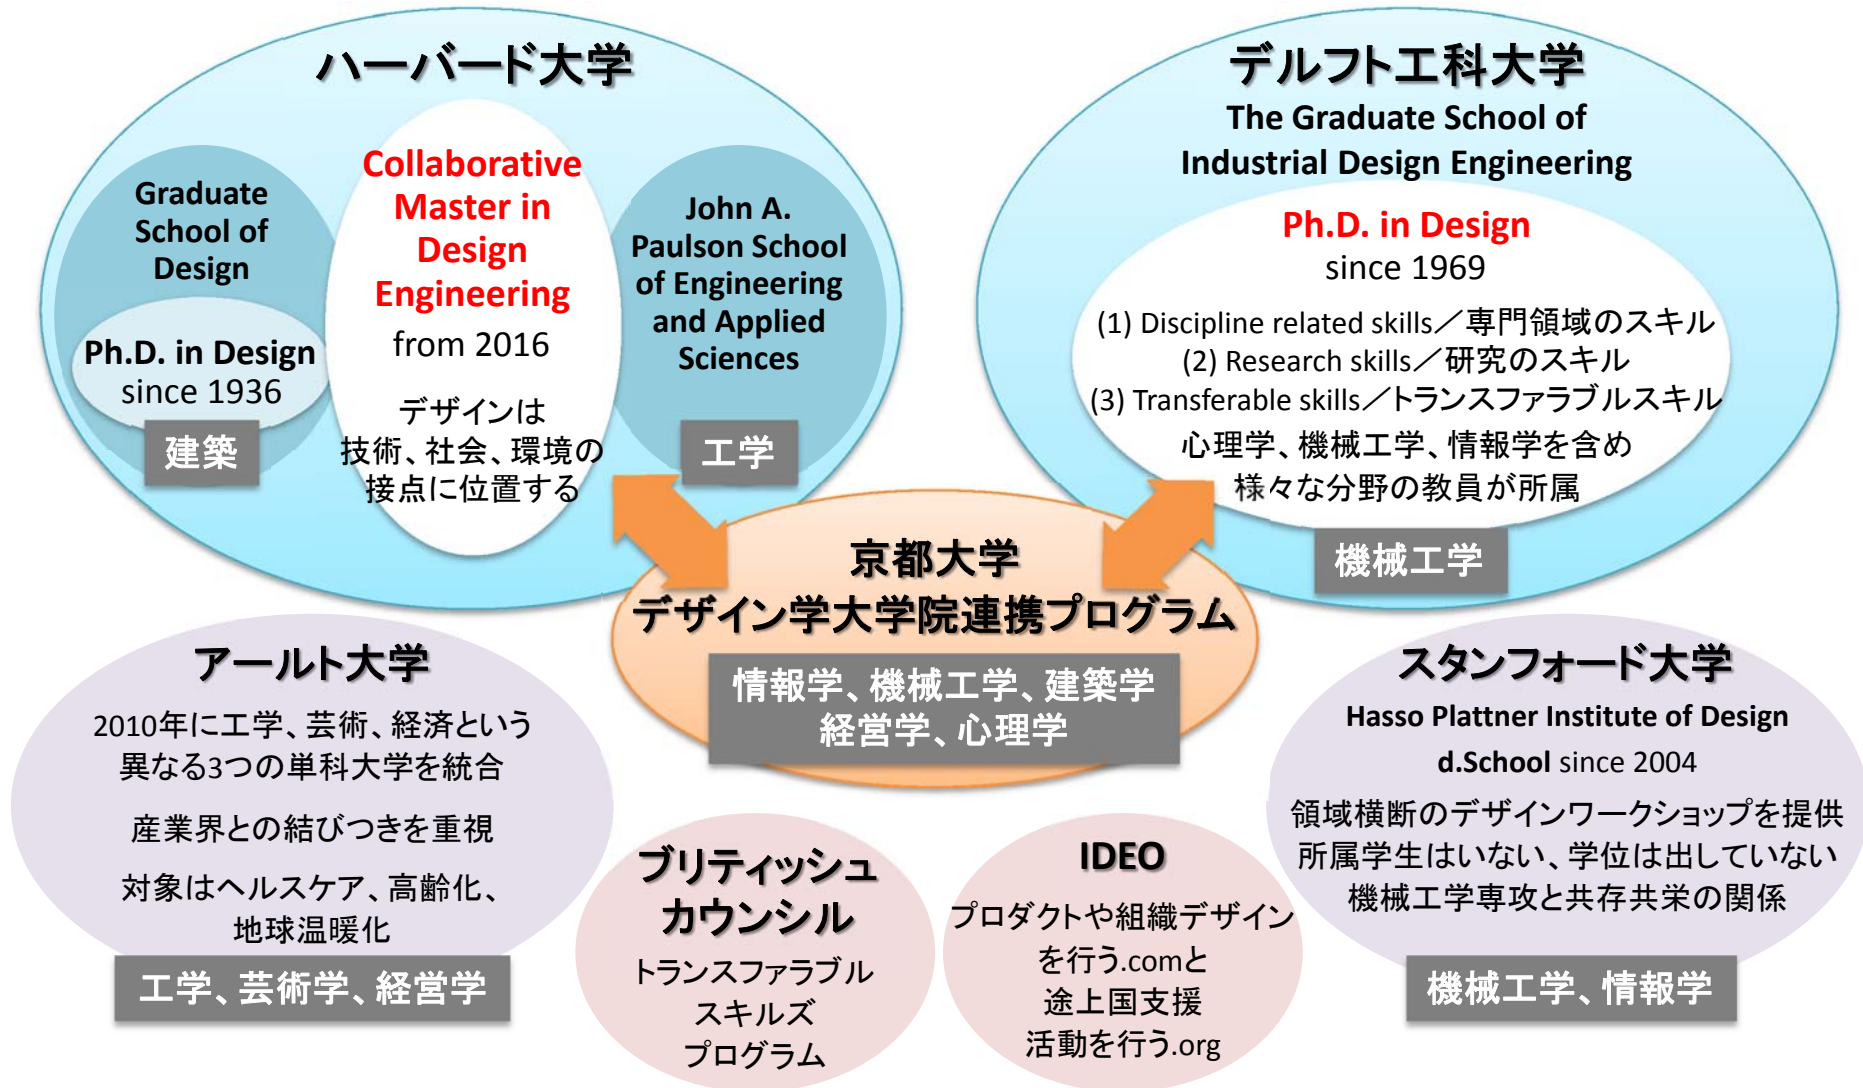 ハーバード大学
Graduate
School of
Design
Ph.D. in Design
since 1936
建築
Collaborative
Master in
Design
Engineering
from 2016
デザインは
技術、社会、環境の
接点に位置する
John A.
Paulson School
of Engineering
and Applied
Sciences
工学
デルフト工科大学
The Graduate School of
Industrial Design Engineering
Ph.D. in Design
since 1969
(1) Discipline related skills／専門領域のスキル
(2) Research skills／研究のスキル
(3) Transferable skills／トランスファラブルスキル
心理学、機械工学、情報学を含め
様々な分野の教員が所属
機械工学
京都大学
デザイン学大学院連携プログラム
情報学、機械工学、建築学
経営学、心理学
アールト大学
2010年に工学、芸術、経済という
異なる3つの単科大学を統合
産業界との結びつきを重視
対象はヘルスケア、高齢化、
地球温暖化
工学、芸術学、経営学
ブリティッシュ
カウンシル
トランスファラブル
スキルズ
プログラム
IDEO
プロダクトや組織デザイン
を行う.comと
途上国支援
活動を行う.org
スタンフォード大学
Hasso Plattner Institute of Design
d.School since 2004
領域横断のデザインワークショップを提供
所属学生はいない、学位は出していない
機械工学専攻と共存共栄の関係
機械工学、情報学